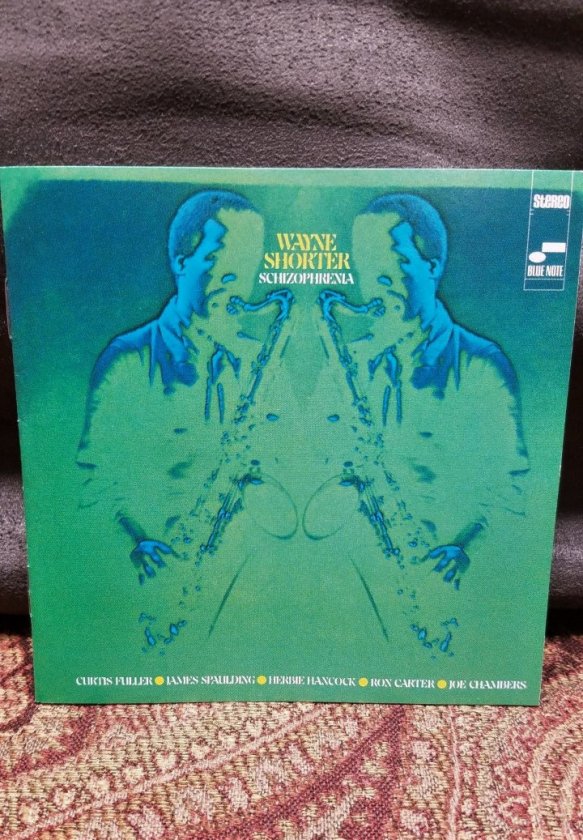 Stereo
BLUE NOTE
WAYNE
SHORTER
SCHIZOPHRENIA
CURTIS FULLER ● JAMES SPAULDING ● HERBIE HANCOCK ● RON CARTER ● JOE CHAMBERS